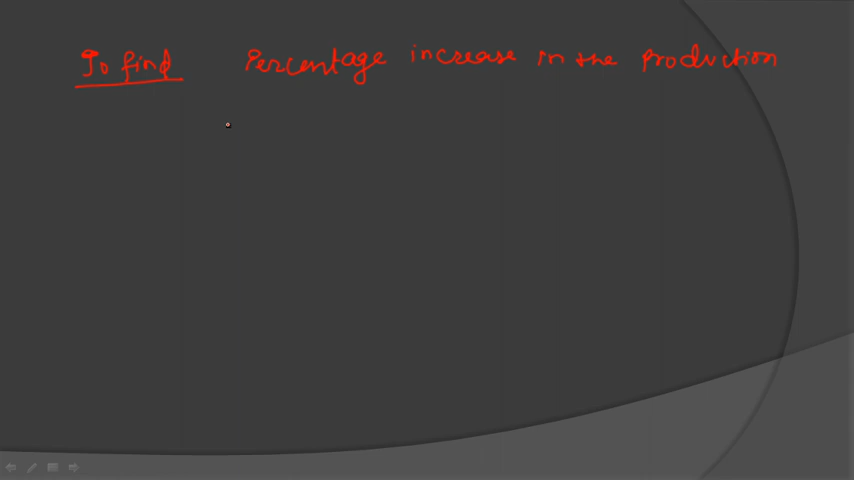 To find Percentage increase in the production